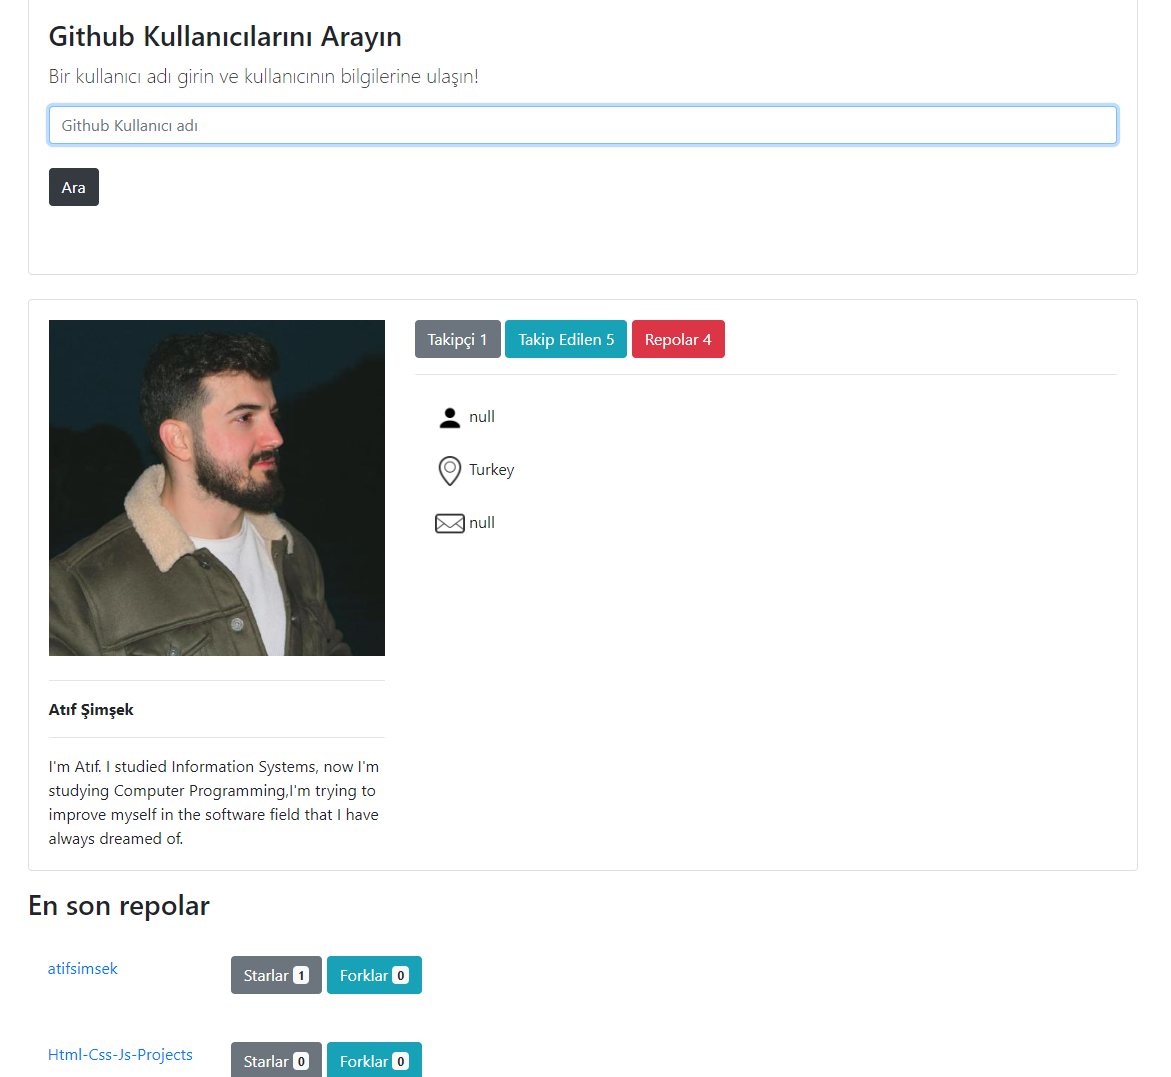 Github Kullanıcılarını Arayın
Bir kullanıcı adı girin ve kullanıcının bilgilerine ulaşın!
Github Kullanıcı adı
Ara
Takipçi 1 Takip Edilen 5 Repolar 4
null
Turkey
null
Atıf Şimşek
I'm Atıf. I studied Information Systems, now I'm
studying Computer Programming,I'm trying to
improve myself in the software field that I have
always dreamed of.
En son repolar
atifsimsek Starlar 1 Forklar 0
Html-Css-Js-Projects Starlar 0 Forklar 0